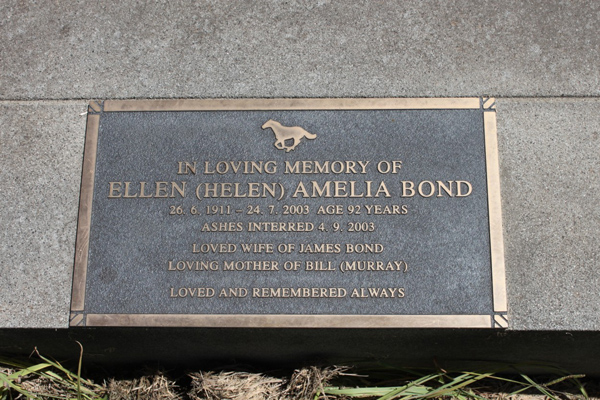 IN LOVING MEMORY OF
ELLEN (HELEN) AMELIA BOND
26. 6. 1911 – 24. 7. 2003 AGE 92 YEARS
ASHES INTERRED 4. 9. 2003
LOVED WIFE OF JAMES BOND
LOVING MOTHER OF BILL (MURRAY)
LOVED AND REMEMBERED ALWAYS